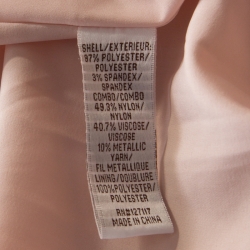 SHELL/EXTERIEUR:
97% POLYESTER/
POLYESTER
3% SPANDEX/
SPANDEX
COMBO/COMBO
49.3% NYLON/
NYLON
40.7% VISCOSE/
VISCOSE
10% METALLIC
YARN/
FIL METALLIQUE
LINING/DOUBLURE
100%POLYESTER/
POLYESTER
RN#127117
MADE IN CHINA